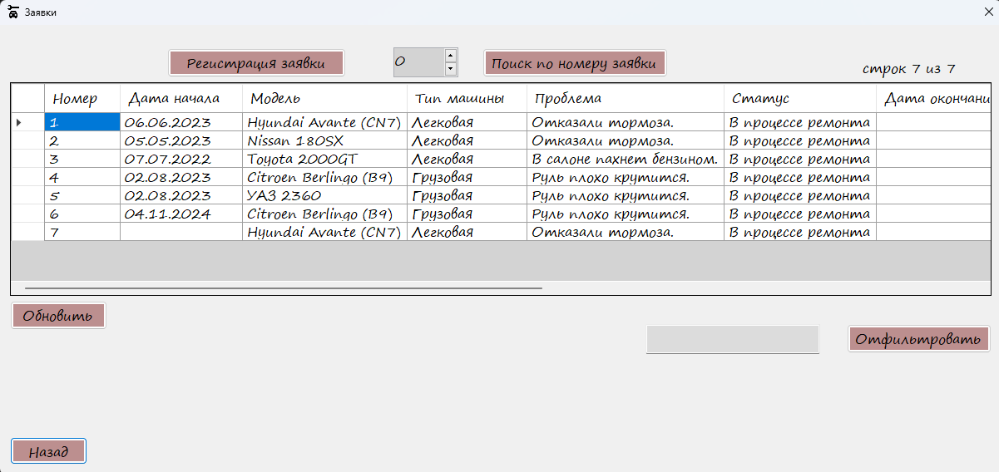 Заявки
Регистрация заявки 0 Поиск по номеру заявки
строк 7 из 7
Номер Дата начала Модель Тип машины Проблема Статус Дата окончани
1 06.06.2023 Hyundai Avante (CN7) Легковая Отказали тормоза. В процессе ремонта
2 05.05.2023 Nissan 180SX Легковая Отказали тормоза. В процессе ремонта
3 07.07.2022 Toyota 2000GT Легковая В салоне пахнет бензином. В процессе ремонта
4 02.08.2023 Citroen Berlingo (B9) Грузовая Руль плохо крутится. В процессе ремонта
5 02.08.2023 УАЗ 2360 Грузовая Руль плохо крутится. В процессе ремонта
6 04.11.2024 Citroen Berlingo (B9) Грузовая Руль плохо крутится. В процессе ремонта
7 Hyundai Avante (CN7) Легковая Отказали тормоза. В процессе ремонта
Обновить
Отфильтровать
Назад